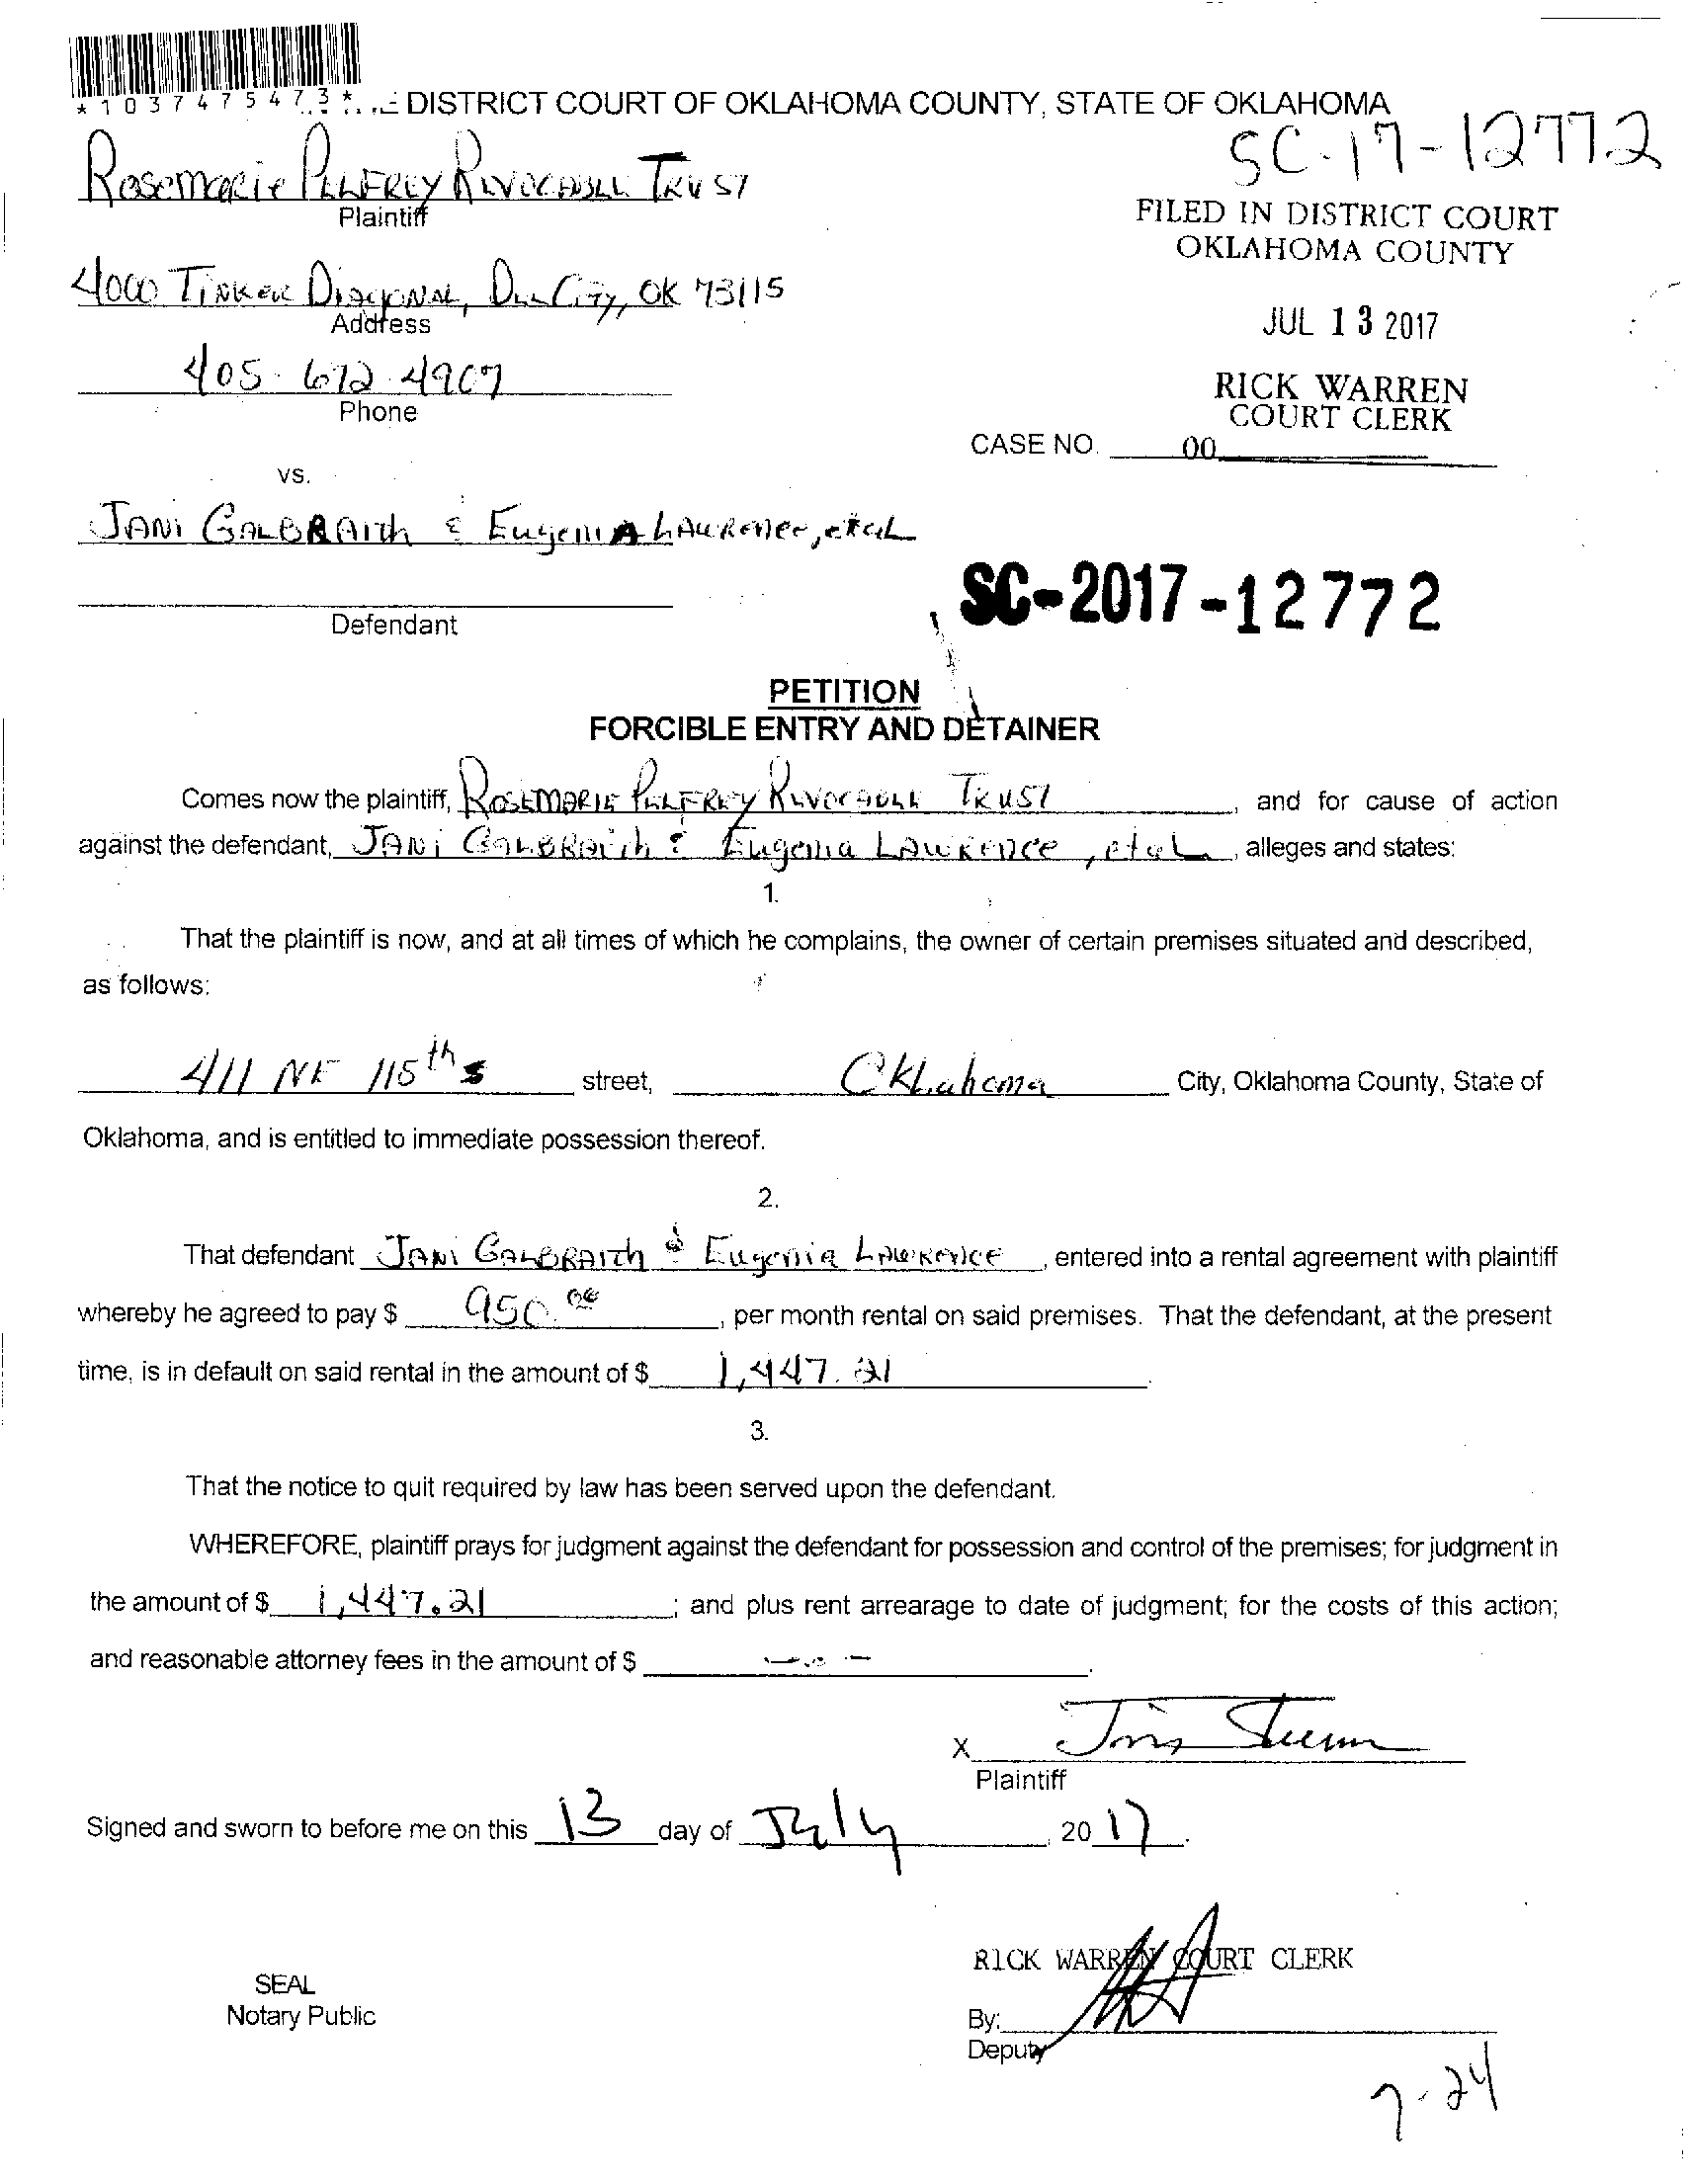 *1037475473* DISTRICT COURT OF OKLAHOMA COUNTY, STATE OF OKLAHOMA
SC-17-12772
Rosemarie Pelfrey Revocable Trust
Plaintiff
FILED IN DISTRICT COURT
OKLAHOMA COUNTY
4000 Tinker Diagonal, Del City, OK 73115
Address
JUL 13 2017
405-672-4907
Phone
RICK WARREN
COURT CLERK
CASE NO. 00
vs.
Jani Galbraith & Eugenia Lawrence, etal
SC-2017-12772
Defendant
PETITION
FORCIBLE ENTRY AND DETAINER
Comes now the plaintiff, Rosemarie Pelfrey Revocable Trust, and for cause of action
against the defendant, Jani Galbraith & Eugenia Lawrence, etal, alleges and states:
1.
That the plaintiff is now, and at all times of which he complains, the owner of certain premises situated and described,
as follows:
411 NE 115th street, Oklahoma City, Oklahoma County, State of
Oklahoma, and is entitled to immediate possession thereof.
2.
That defendant Jani Galbraith & Eugenia Lawrence, entered into a rental agreement with plaintiff
whereby he agreed to pay $ 950.00, per month rental on said premises. That the defendant, at the present
time, is in default on said rental in the amount of $ 1,447.21.
3.
That the notice to quit required by law has been served upon the defendant.
WHEREFORE, plaintiff prays for judgment against the defendant for possession and control of the premises; for judgment in
the amount of $ 1,447.21; and plus rent arrearage to date of judgment; for the costs of this action;
and reasonable attorney fees in the amount of $ .
X
Plaintiff
Signed and sworn to before me on this 13 day of July, 2017.
RICK WARREN COURT CLERK
SEAL
Notary Public
By:
Deputy
7-24